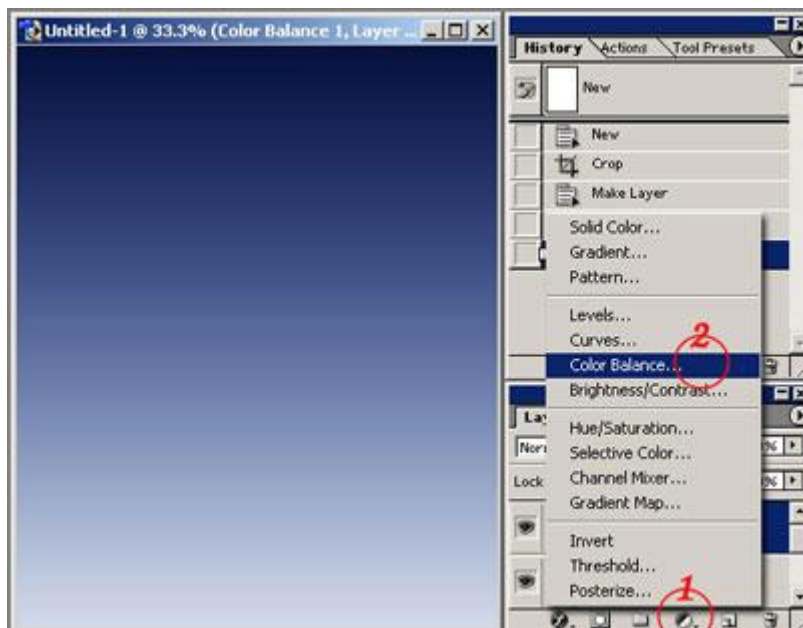 Untitled-1 @ 33.3% (Color Balance 1, Layer ...
History Actions Tool Presets
New
New
Crop
Make Layer
Solid Color...
Gradient...
Pattern...
Levels...
Curves...
2
Color Balance...
Brightness/Contrast...
Hue/Saturation...
Selective Color...
Lock
Channel Mixer...
Gradient Map...
Invert
Threshold...
Posterize...
1